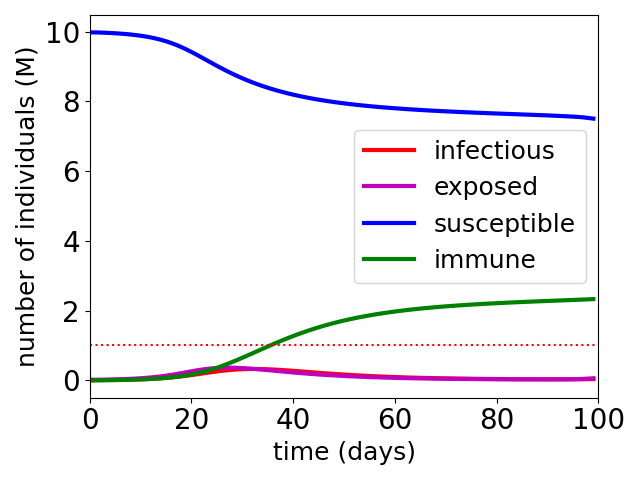 number of individuals (M)
10
8
6
4
2
0
infectious
exposed
susceptible
immune
0 20 40 60 80 100
time (days)